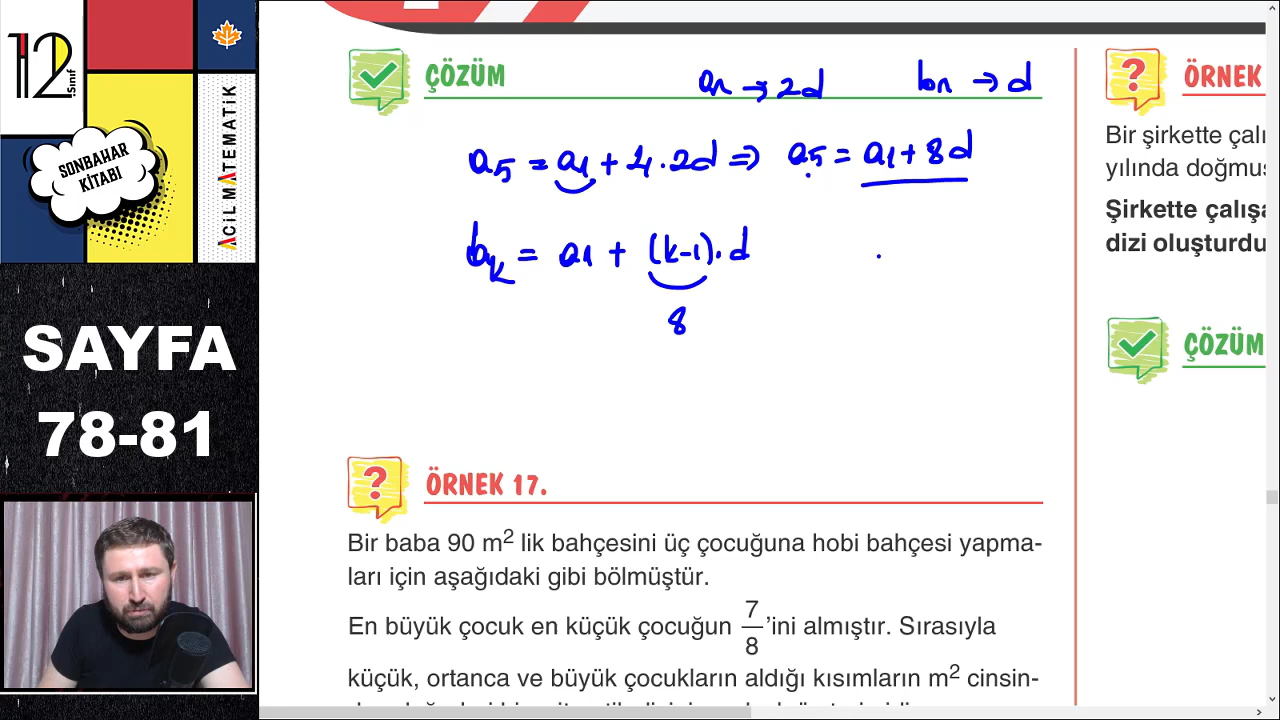 12
.Sınıf
SONBAHAR
KİTABI
ACİLMATEMATİK
SAYFA
78-81
ÇÖZÜM
an → 2d
bn → d
a5 = a1 + 4.2d ⇒ a5 = a1 + 8d
bk = a1 + (k-1).d
8
? ÖRNEK 17.
Bir baba 90 m² lik bahçesini üç çocuğuna hobi bahçesi yapma-
ları için aşağıdaki gibi bölmüştür.
En büyük çocuk en küçük çocuğun 7/8 'ini almıştır. Sırasıyla
küçük, ortanca ve büyük çocukların aldığı kısımların m² cinsin-
? ÖRNEK
Bir şirkette çalı
yılında doğmuş
Şirkette çalışa
dizi oluşturdu
ÇÖZÜM